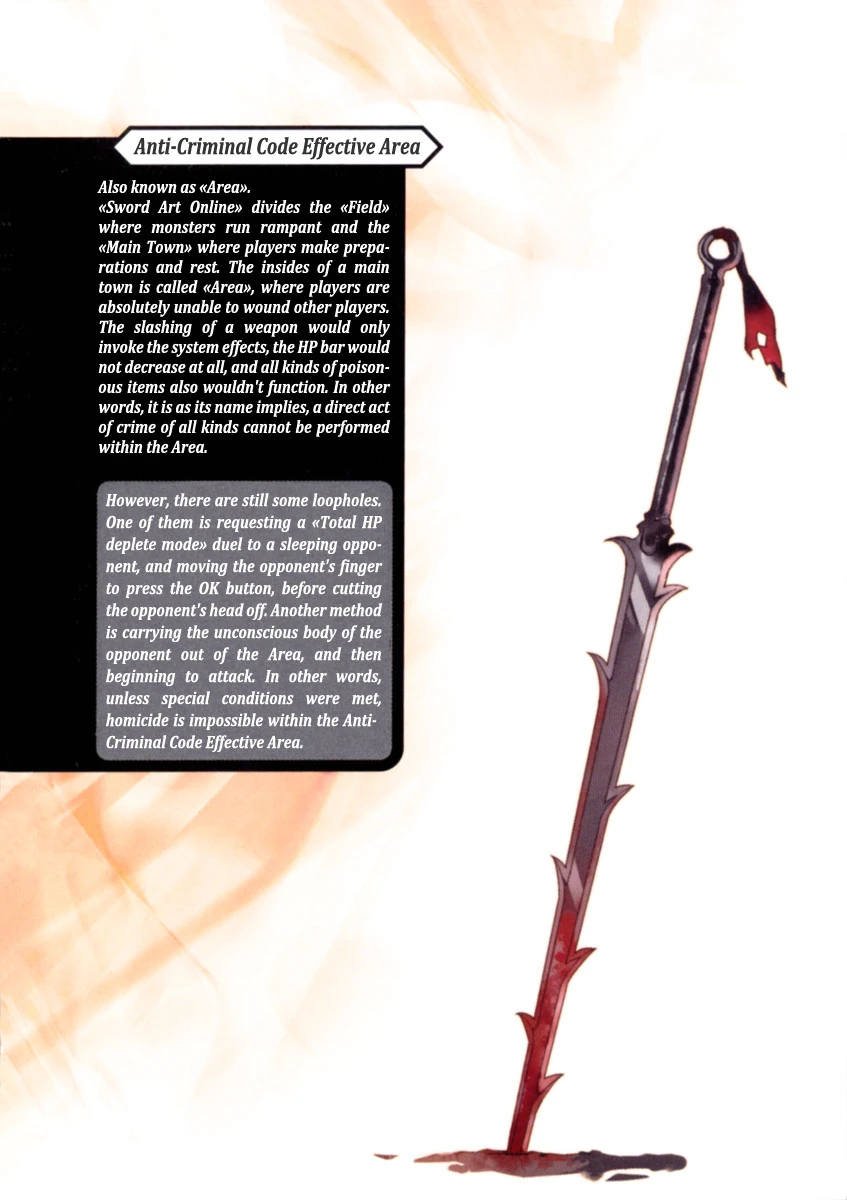 Anti-Criminal Code Effective Area
Also known as «Area».
«Sword Art Online» divides the «Field»
where monsters run rampant and the
«Main Town» where players make prepa-
rations and rest. The insides of a main
town is called «Area», where players are
absolutely unable to wound other players.
The slashing of a weapon would only
invoke the system effects, the HP bar would
not decrease at all, and all kinds of poison-
ous items also wouldn't function. In other
words, it is as its name implies, a direct act
of crime of all kinds cannot be performed
within the Area.
However, there are still some loopholes.
One of them is requesting a «Total HP
deplete mode» duel to a sleeping oppo-
nent, and moving the opponent's finger
to press the OK button, before cutting
the opponent's head off. Another method
is carrying the unconscious body of the
opponent out of the Area, and then
beginning to attack. In other words,
unless special conditions were met,
homicide is impossible within the Anti-
Criminal Code Effective Area.